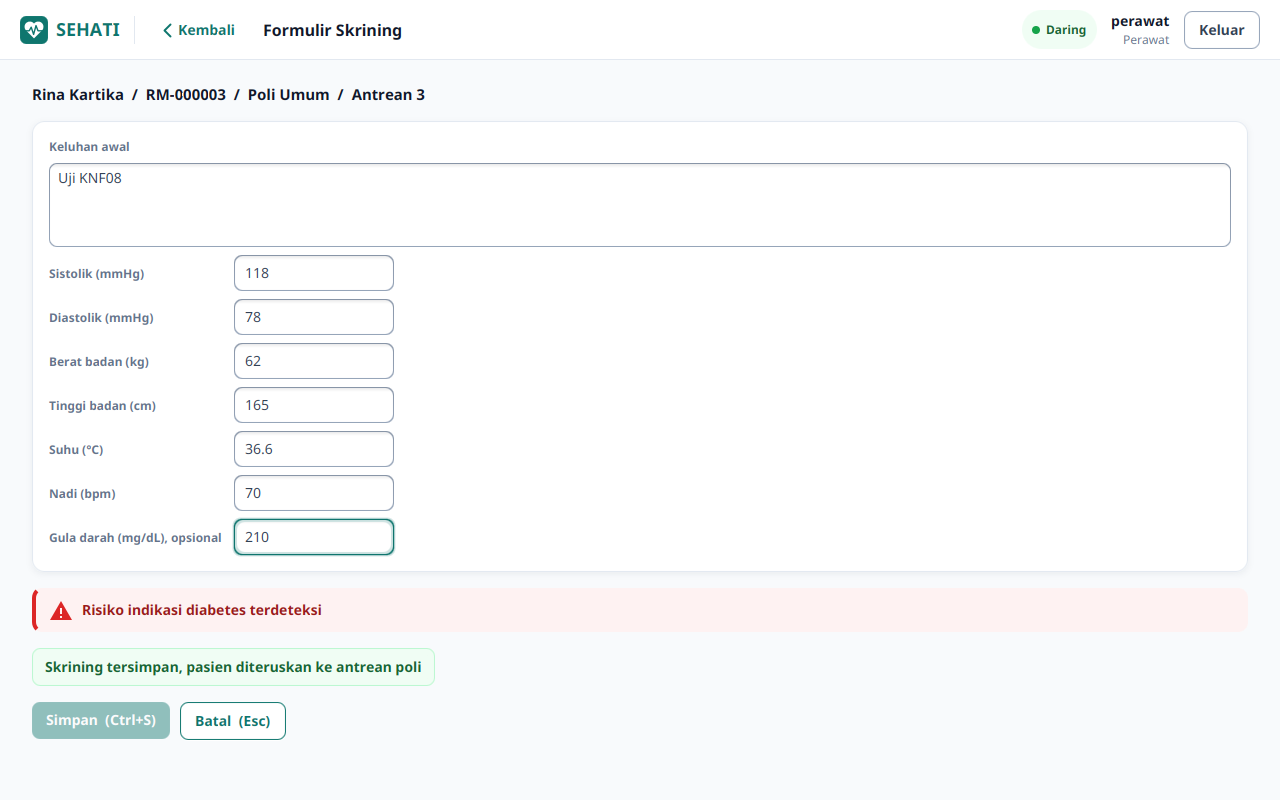 SEHATI
Kembali
Formulir Skrining
Daring
perawat
Perawat
Keluar
Rina Kartika / RM-000003 / Poli Umum / Antrean 3
Keluhan awal
Uji KNF08
Sistolik (mmHg) 118
Diastolik (mmHg) 78
Berat badan (kg) 62
Tinggi badan (cm) 165
Suhu (°C) 36.6
Nadi (bpm) 70
Gula darah (mg/dL), opsional 210
Risiko indikasi diabetes terdeteksi
Skrining tersimpan, pasien diteruskan ke antrean poli
Simpan (Ctrl+S) Batal (Esc)